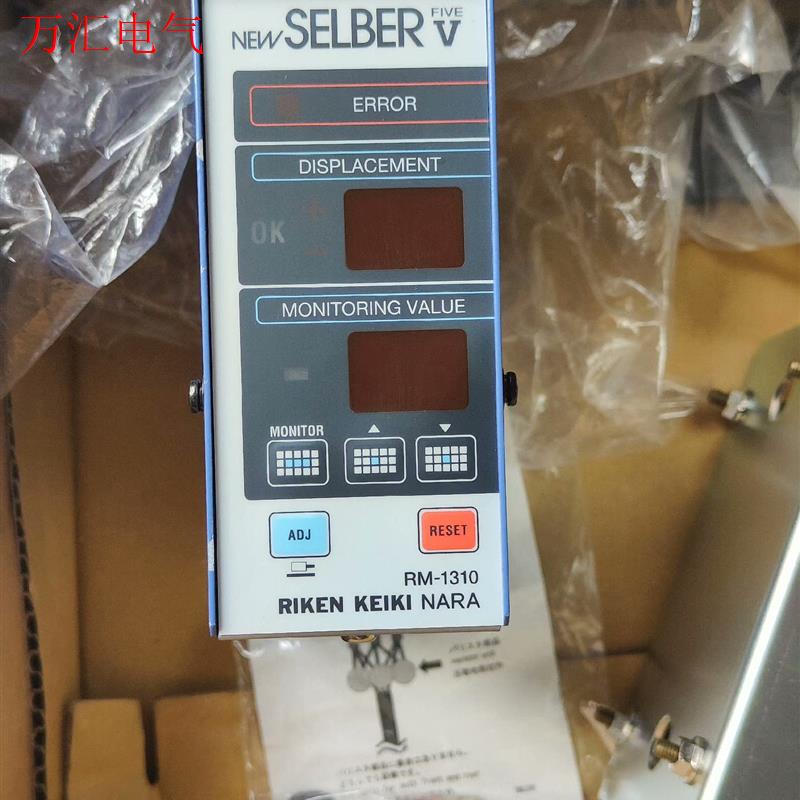 万汇电气
NEW SELBER FIVE V
ERROR
DISPLACEMENT
OK + −
MONITORING VALUE
MONITOR ▲ ▼
ADJ RESET
RM-1310
RIKEN KEIKI NARA